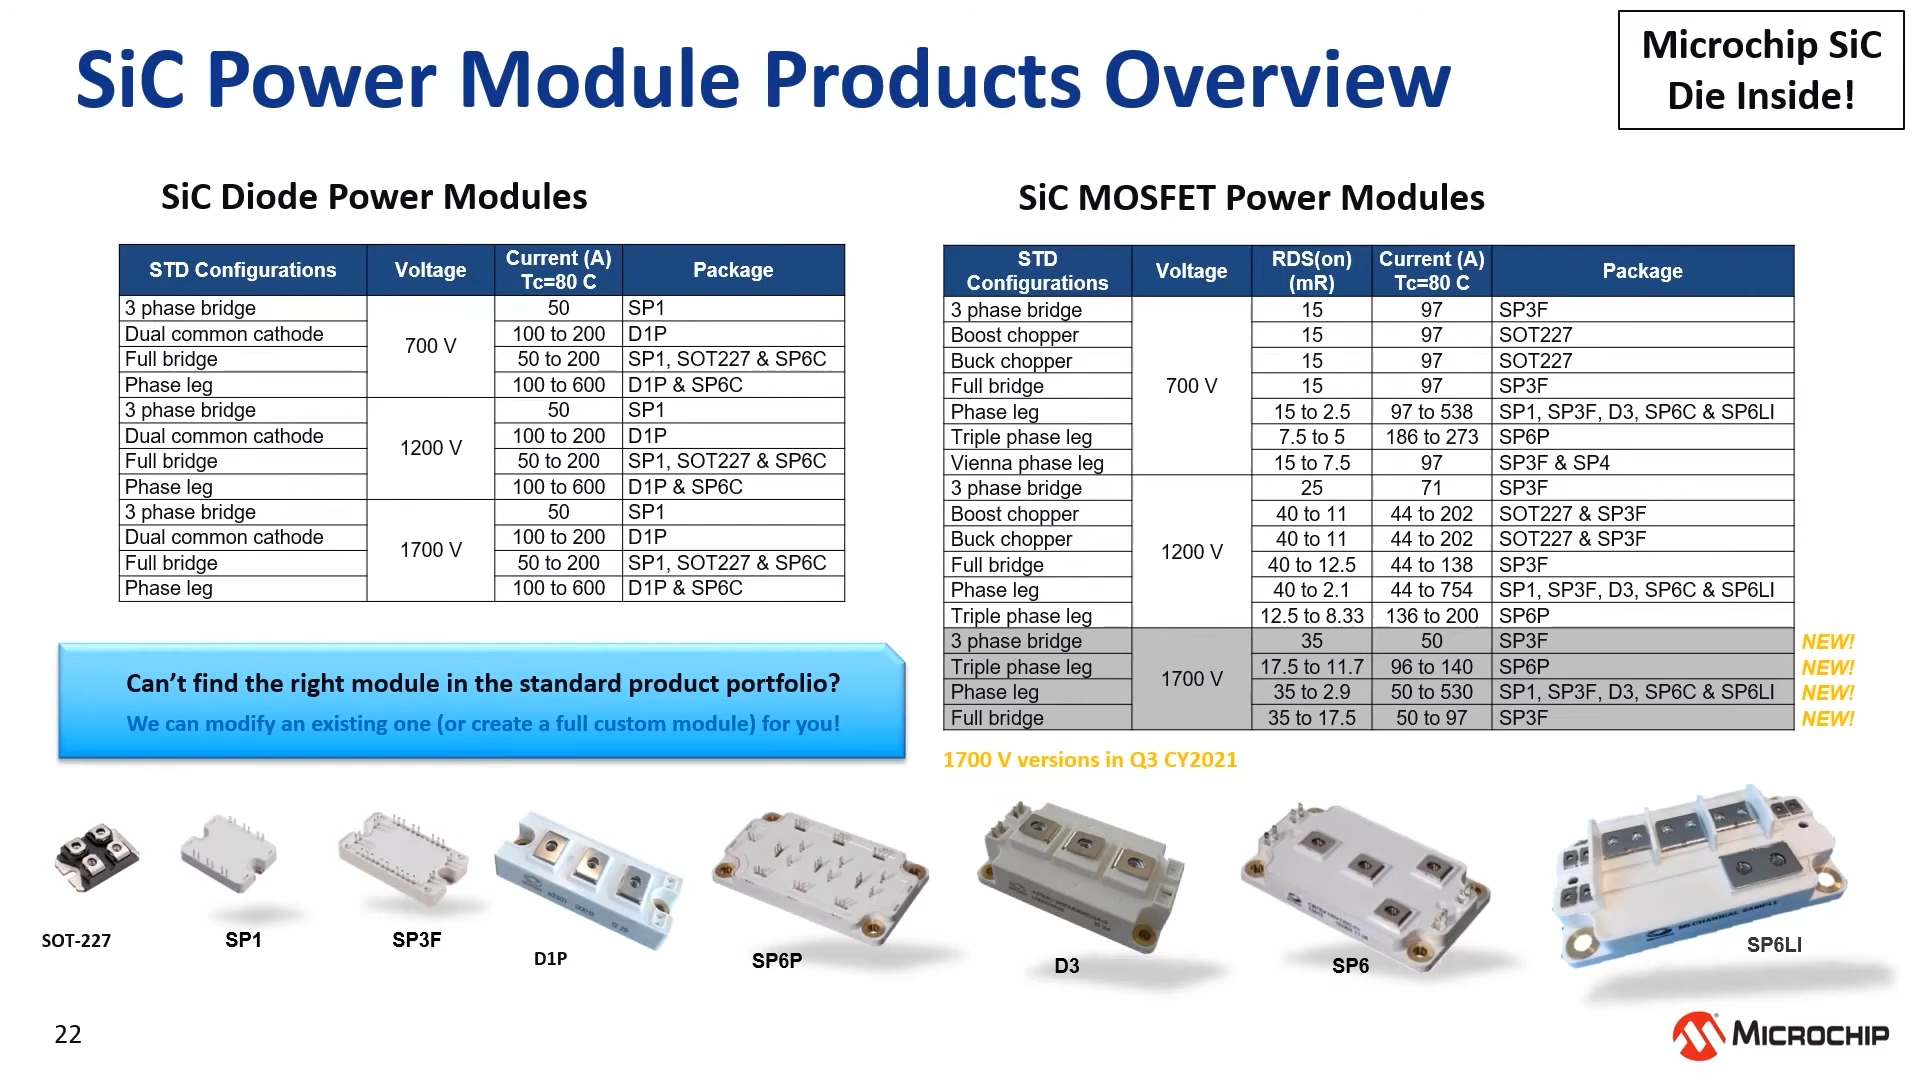 SiC Power Module Products Overview
Microchip SiC
Die Inside!
SiC Diode Power Modules
STD Configurations Voltage Current (A) Tc=80 C Package
3 phase bridge 700 V 50 SP1
Dual common cathode 100 to 200 D1P
Full bridge 50 to 200 SP1, SOT227 & SP6C
Phase leg 100 to 600 D1P & SP6C
3 phase bridge 1200 V 50 SP1
Dual common cathode 100 to 200 D1P
Full bridge 50 to 200 SP1, SOT227 & SP6C
Phase leg 100 to 600 D1P & SP6C
3 phase bridge 1700 V 50 SP1
Dual common cathode 100 to 200 D1P
Full bridge 50 to 200 SP1, SOT227 & SP6C
Phase leg 100 to 600 D1P & SP6C
Can't find the right module in the standard product portfolio?
We can modify an existing one (or create a full custom module) for you!
SiC MOSFET Power Modules
STD Configurations Voltage RDS(on) (mR) Current (A) Tc=80 C Package
3 phase bridge 700 V 15 97 SP3F
Boost chopper 15 97 SOT227
Buck chopper 15 97 SOT227
Full bridge 15 97 SP3F
Phase leg 15 to 2.5 97 to 538 SP1, SP3F, D3, SP6C & SP6LI
Triple phase leg 7.5 to 5 186 to 273 SP6P
Vienna phase leg 15 to 7.5 97 SP3F & SP4
3 phase bridge 1200 V 25 71 SP3F
Boost chopper 40 to 11 44 to 202 SOT227 & SP3F
Buck chopper 40 to 11 44 to 202 SOT227 & SP3F
Full bridge 40 to 12.5 44 to 138 SP3F
Phase leg 40 to 2.1 44 to 754 SP1, SP3F, D3, SP6C & SP6LI
Triple phase leg 12.5 to 8.33 136 to 200 SP6P
3 phase bridge 1700 V 35 50 SP3F NEW!
Triple phase leg 17.5 to 11.7 96 to 140 SP6P NEW!
Phase leg 35 to 2.9 50 to 530 SP1, SP3F, D3, SP6C & SP6LI NEW!
Full bridge 35 to 17.5 50 to 97 SP3F NEW!
1700 V versions in Q3 CY2021
MECHANICAL SAMPLE
SOT-227
SP1
SP3F
D1P
SP6P
D3
SP6
SP6LI
22
MICROCHIP